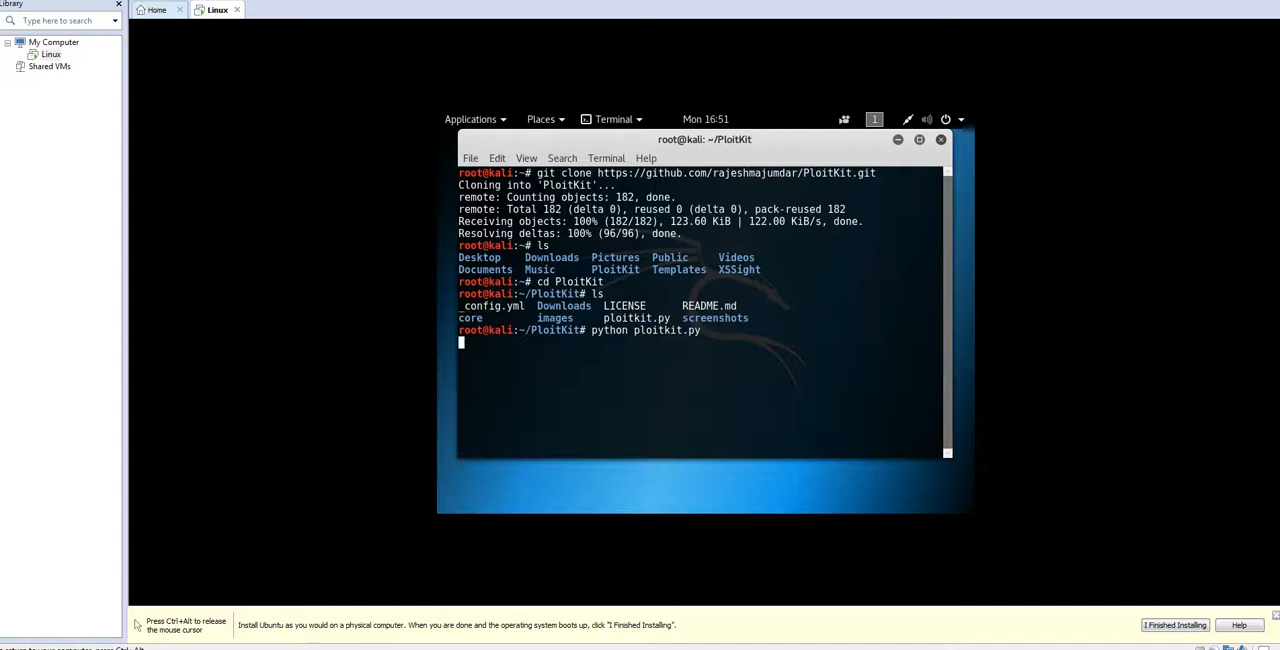 Library
Type here to search
My Computer
Linux
Shared VMs
Home
Linux
Applications Places Terminal Mon 16:51 1
root@kali: ~/PloitKit
File Edit View Search Terminal Help
root@kali:~# git clone https://github.com/rajeshmajumdar/PloitKit.git
Cloning into 'PloitKit'...
remote: Counting objects: 182, done.
remote: Total 182 (delta 0), reused 0 (delta 0), pack-reused 182
Receiving objects: 100% (182/182), 123.60 KiB | 122.00 KiB/s, done.
Resolving deltas: 100% (96/96), done.
root@kali:~# ls
Desktop Downloads Pictures Public Videos
Documents Music PloitKit Templates XSSight
root@kali:~# cd PloitKit
root@kali:~/PloitKit# ls
_config.yml Downloads LICENSE README.md
core images ploitkit.py screenshots
root@kali:~/PloitKit# python ploitkit.py
Press Ctrl+Alt to release
the mouse cursor
Install Ubuntu as you would on a physical computer. When you are done and the operating system boots up, click "I Finished Installing".
I Finished Installing
Help